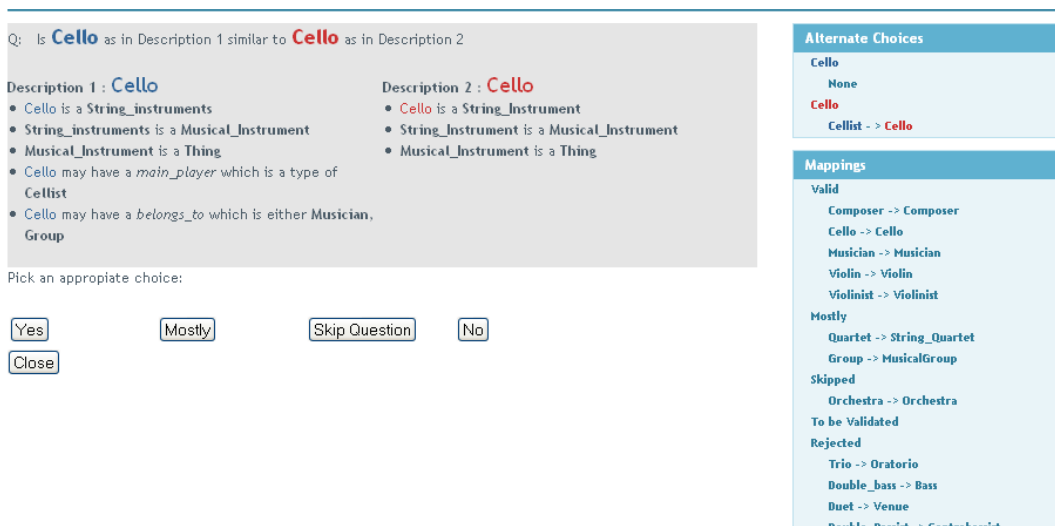 Q: Is Cello as in Description 1 similar to Cello as in Description 2
Description 1 : Cello
• Cello is a String_instruments
• String_instruments is a Musical_Instrument
• Musical_Instrument is a Thing
• Cello may have a main_player which is a type of
Cellist
• Cello may have a belongs_to which is either Musician,
Group
Description 2 : Cello
• Cello is a String_Instrument
• String_Instrument is a Musical_Instrument
• Musical_Instrument is a Thing
Pick an appropiate choice:
Yes
Mostly
Skip Question
No
Close
Alternate Choices
Cello
None
Cello
Cellist - > Cello
Mappings
Valid
Composer -> Composer
Cello -> Cello
Musician -> Musician
Violin -> Violin
Violinist -> Violinist
Mostly
Quartet -> String_Quartet
Group -> MusicalGroup
Skipped
Orchestra -> Orchestra
To be Validated
Rejected
Trio -> Oratorio
Double_bass -> Bass
Duet -> Venue